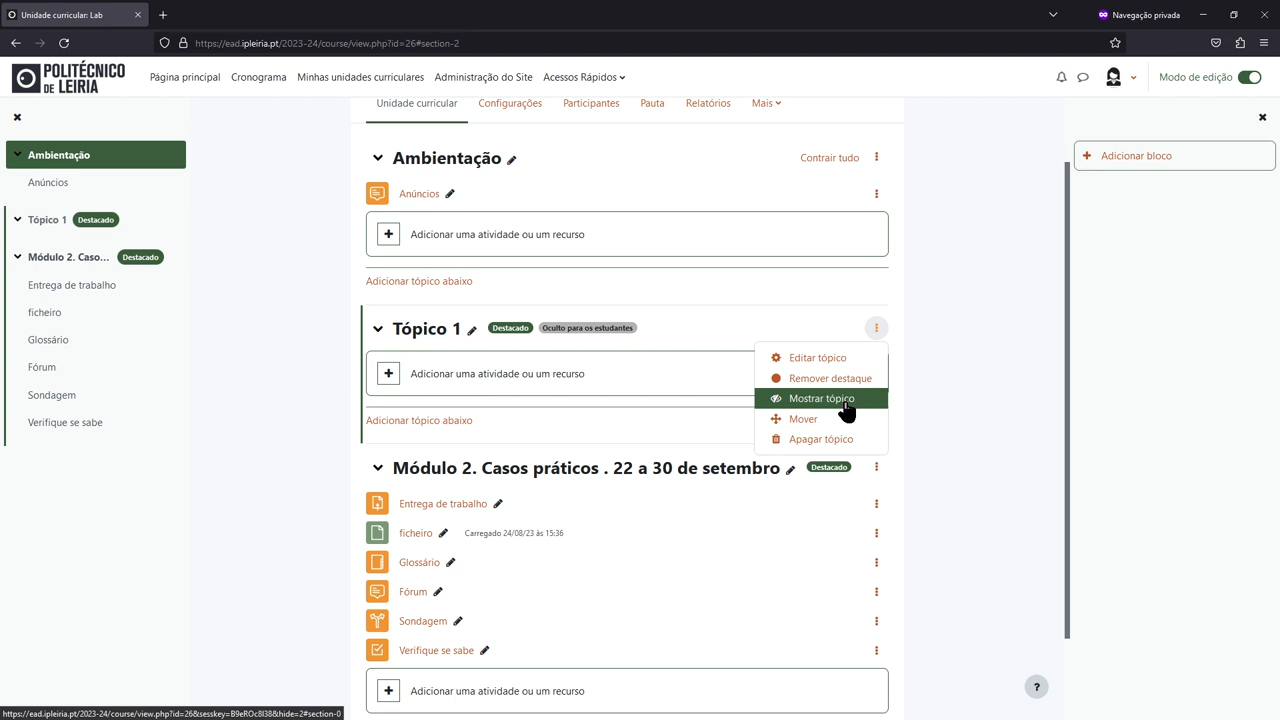 Unidade curricular: Lab
Navegação privada
https://ead.ipleiria.pt/2023-24/course/view.php?id=26#section-2
POLITÉCNICO
DE LEIRIA
Página principal
Cronograma
Minhas unidades curriculares
Administração do Site
Acessos Rápidos
Modo de edição
Unidade curricular
Configurações
Participantes
Pauta
Relatórios
Mais
Ambientação
Anúncios
Tópico 1 Destacado
Módulo 2. Caso... Destacado
Entrega de trabalho
ficheiro
Glossário
Fórum
Sondagem
Verifique se sabe
Ambientação
Contrair tudo
Anúncios
Adicionar uma atividade ou um recurso
Adicionar tópico abaixo
Tópico 1 Destacado Oculto para os estudantes
Adicionar uma atividade ou um recurso
Adicionar tópico abaixo
Editar tópico
Remover destaque
Mostrar tópico
Mover
Apagar tópico
Módulo 2. Casos práticos . 22 a 30 de setembro Destacado
Entrega de trabalho
ficheiro Carregado 24/08/23 às 15:36
Glossário
Fórum
Sondagem
Verifique se sabe
Adicionar uma atividade ou um recurso
Adicionar bloco
?
https://ead.ipleiria.pt/2023-24/course/view.php?id=26&sesskey=B9eROc8I38&hide=2#section-0